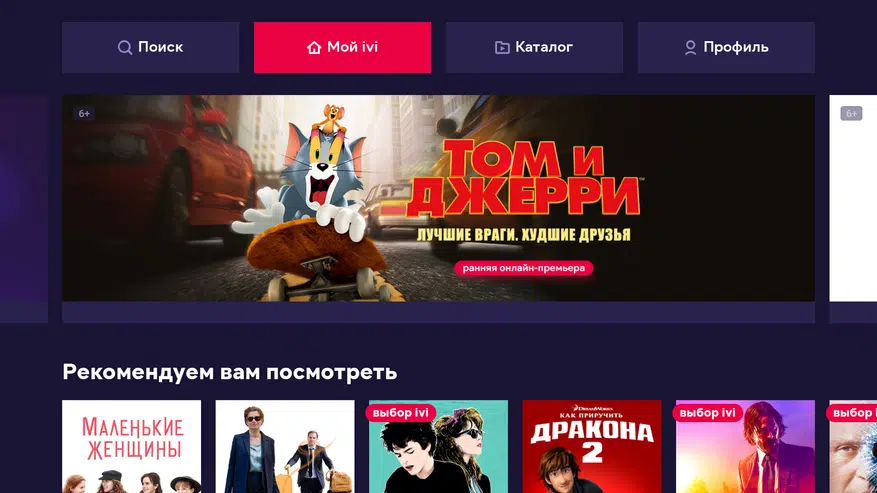 Поиск
Мой ivi
Каталог
Профиль
6+
6+
ТОМ И
ДЖЕРРИ
ЛУЧШИЕ ВРАГИ. ХУДШИЕ ДРУЗЬЯ
ранняя онлайн-премьера
Рекомендуем вам посмотреть
МАЛЕНЬКИЕ
ЖЕНЩИНЫ
выбор ivi
DREAMWORKS
КАК ПРИРУЧИТЬ
ДРАКОНА
2
выбор ivi
выбор ivi